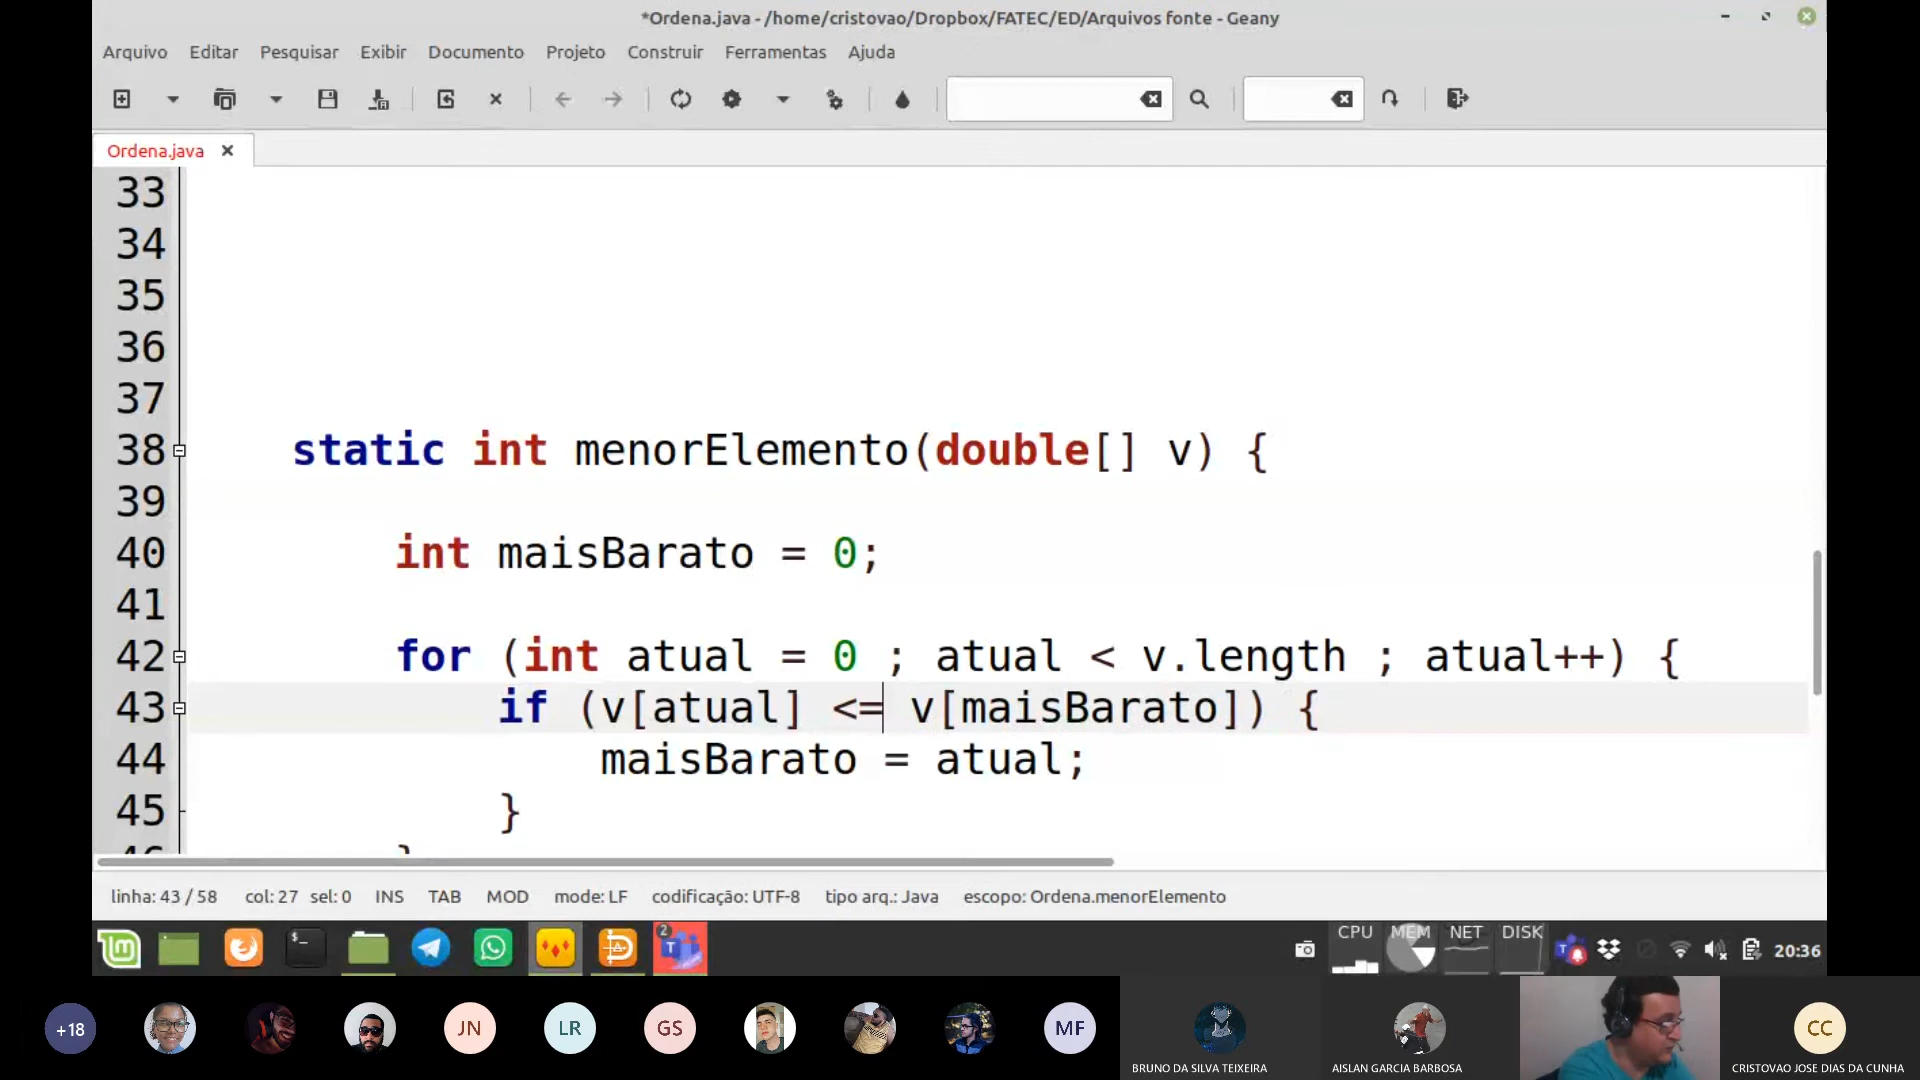 *Ordena.java - /home/cristovao/Dropbox/FATEC/ED/Arquivos fonte - Geany
Arquivo Editar Pesquisar Exibir Documento Projeto Construir Ferramentas Ajuda
Ordena.java
33
34
35
36
37
38 static int menorElemento(double[] v) {
39
40 int maisBarato = 0;
41
42 for (int atual = 0 ; atual < v.length ; atual++) {
43 if (v[atual] <= v[maisBarato]) {
44 maisBarato = atual;
45 }
46 }
linha: 43 / 58 col: 27 sel: 0 INS TAB MOD mode: LF codificação: UTF-8 tipo arq.: Java escopo: Ordena.menorElemento
$_ 2 T CPU MEM NET DISK 20:36
+18 JN LR GS MF CC
BRUNO DA SILVA TEIXEIRA AISLAN GARCIA BARBOSA CRISTOVAO JOSE DIAS DA CUNHA